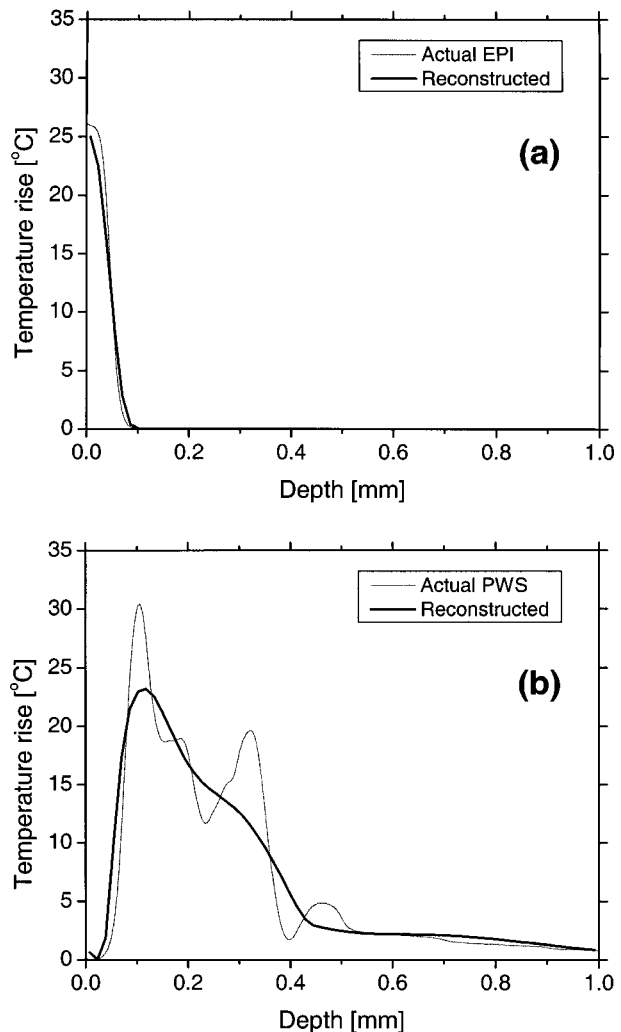 35
30
25
20
15
10
5
0
Temperature rise [°C]
Actual EPI
Reconstructed
(a)
0.0 0.2 0.4 0.6 0.8 1.0
Depth [mm]
35
30
25
20
15
10
5
0
Temperature rise [°C]
Actual PWS
Reconstructed
(b)
0.0 0.2 0.4 0.6 0.8 1.0
Depth [mm]